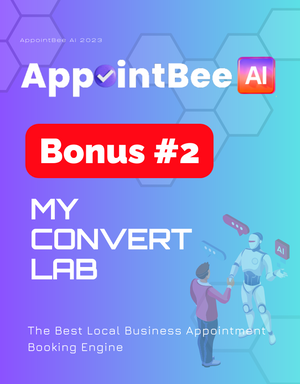 AppointBee AI 2023
AppointBee AI
Bonus #2
MY
CONVERT
LAB
AI
The Best Local Business Appointment
Booking Engine